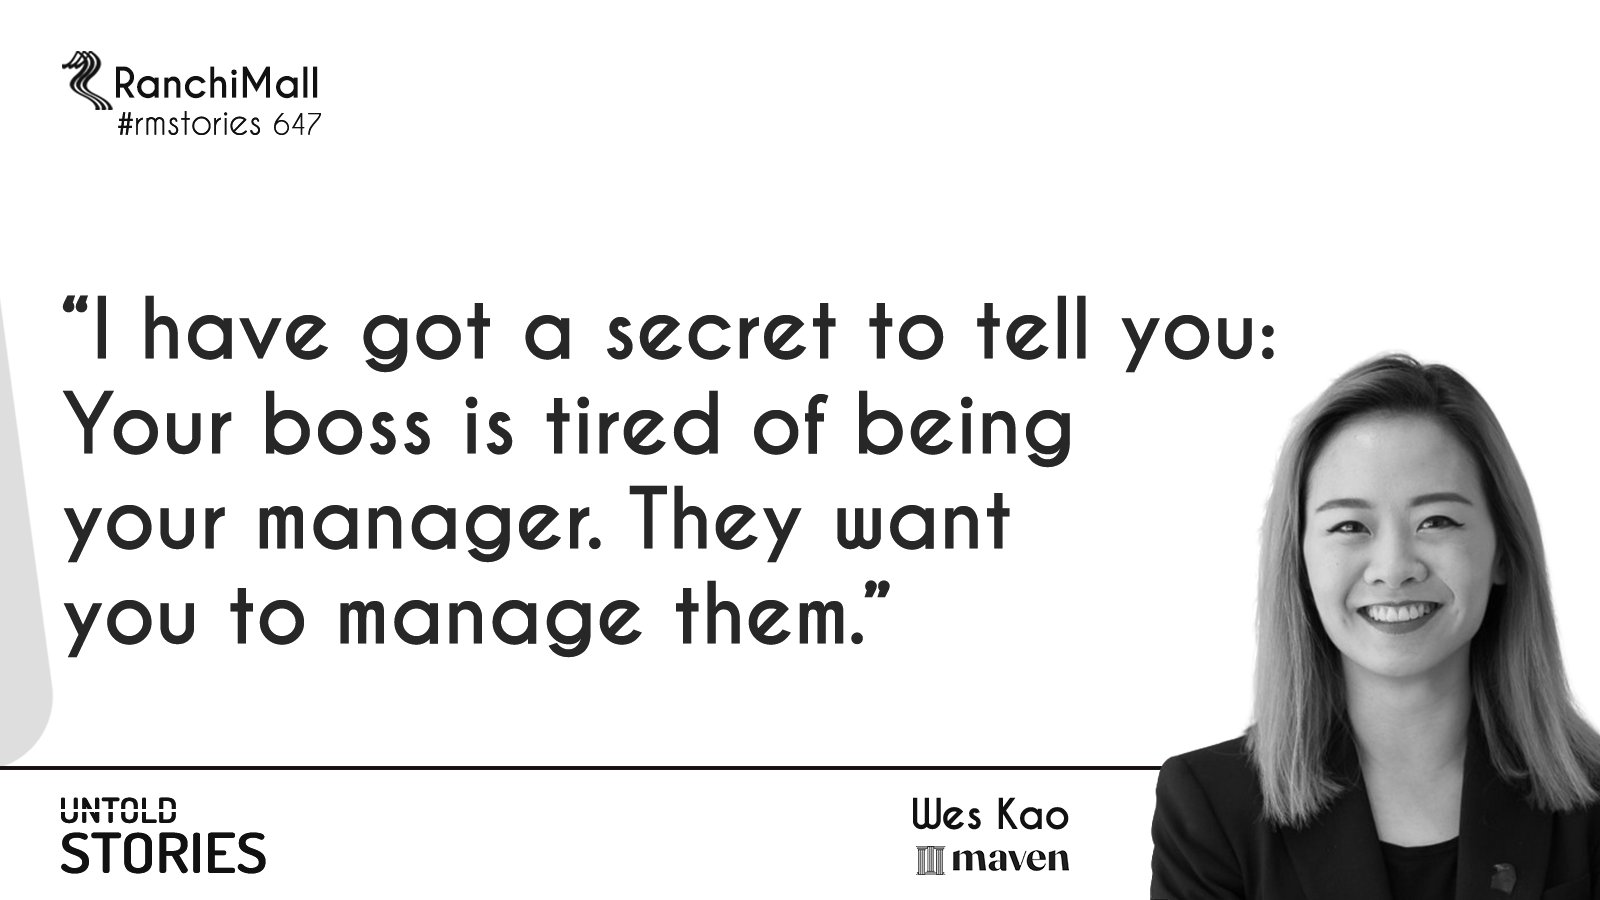 RanchiMall
#rmstories 647
“I have got a secret to tell you:
Your boss is tired of being
your manager. They want
you to manage them.”
UNTOLD
STORIES
Wes Kao
maven